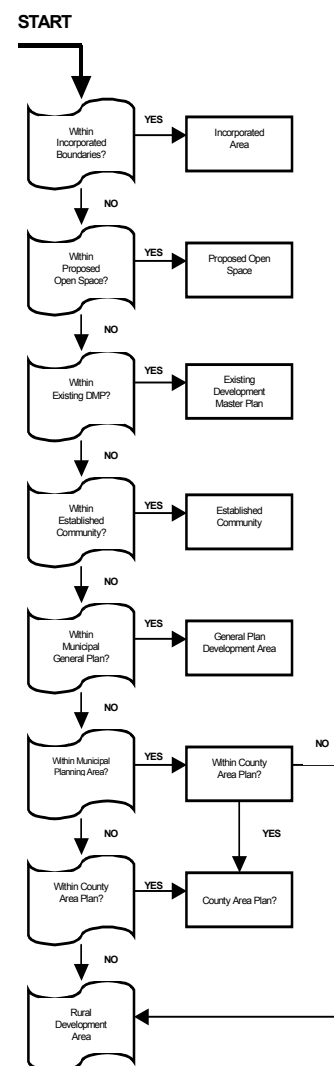 START
Within
Incorporated
Boundaries?
YES
Incorporated
Area
NO
Within
Proposed
Open Space?
YES
Proposed Open
Space
NO
Within
Existing DMP?
YES
Existing
Development
Master Plan
NO
Within
Established
Community?
YES
Established
Community
NO
Within
Municipal
General Plan?
YES
General Plan
Development Area
NO
Within Municipal
Planning Area?
YES
Within County
Area Plan?
NO
YES
NO
Within County
Area Plan?
YES
County Area Plan?
NO
Rural
Development
Area